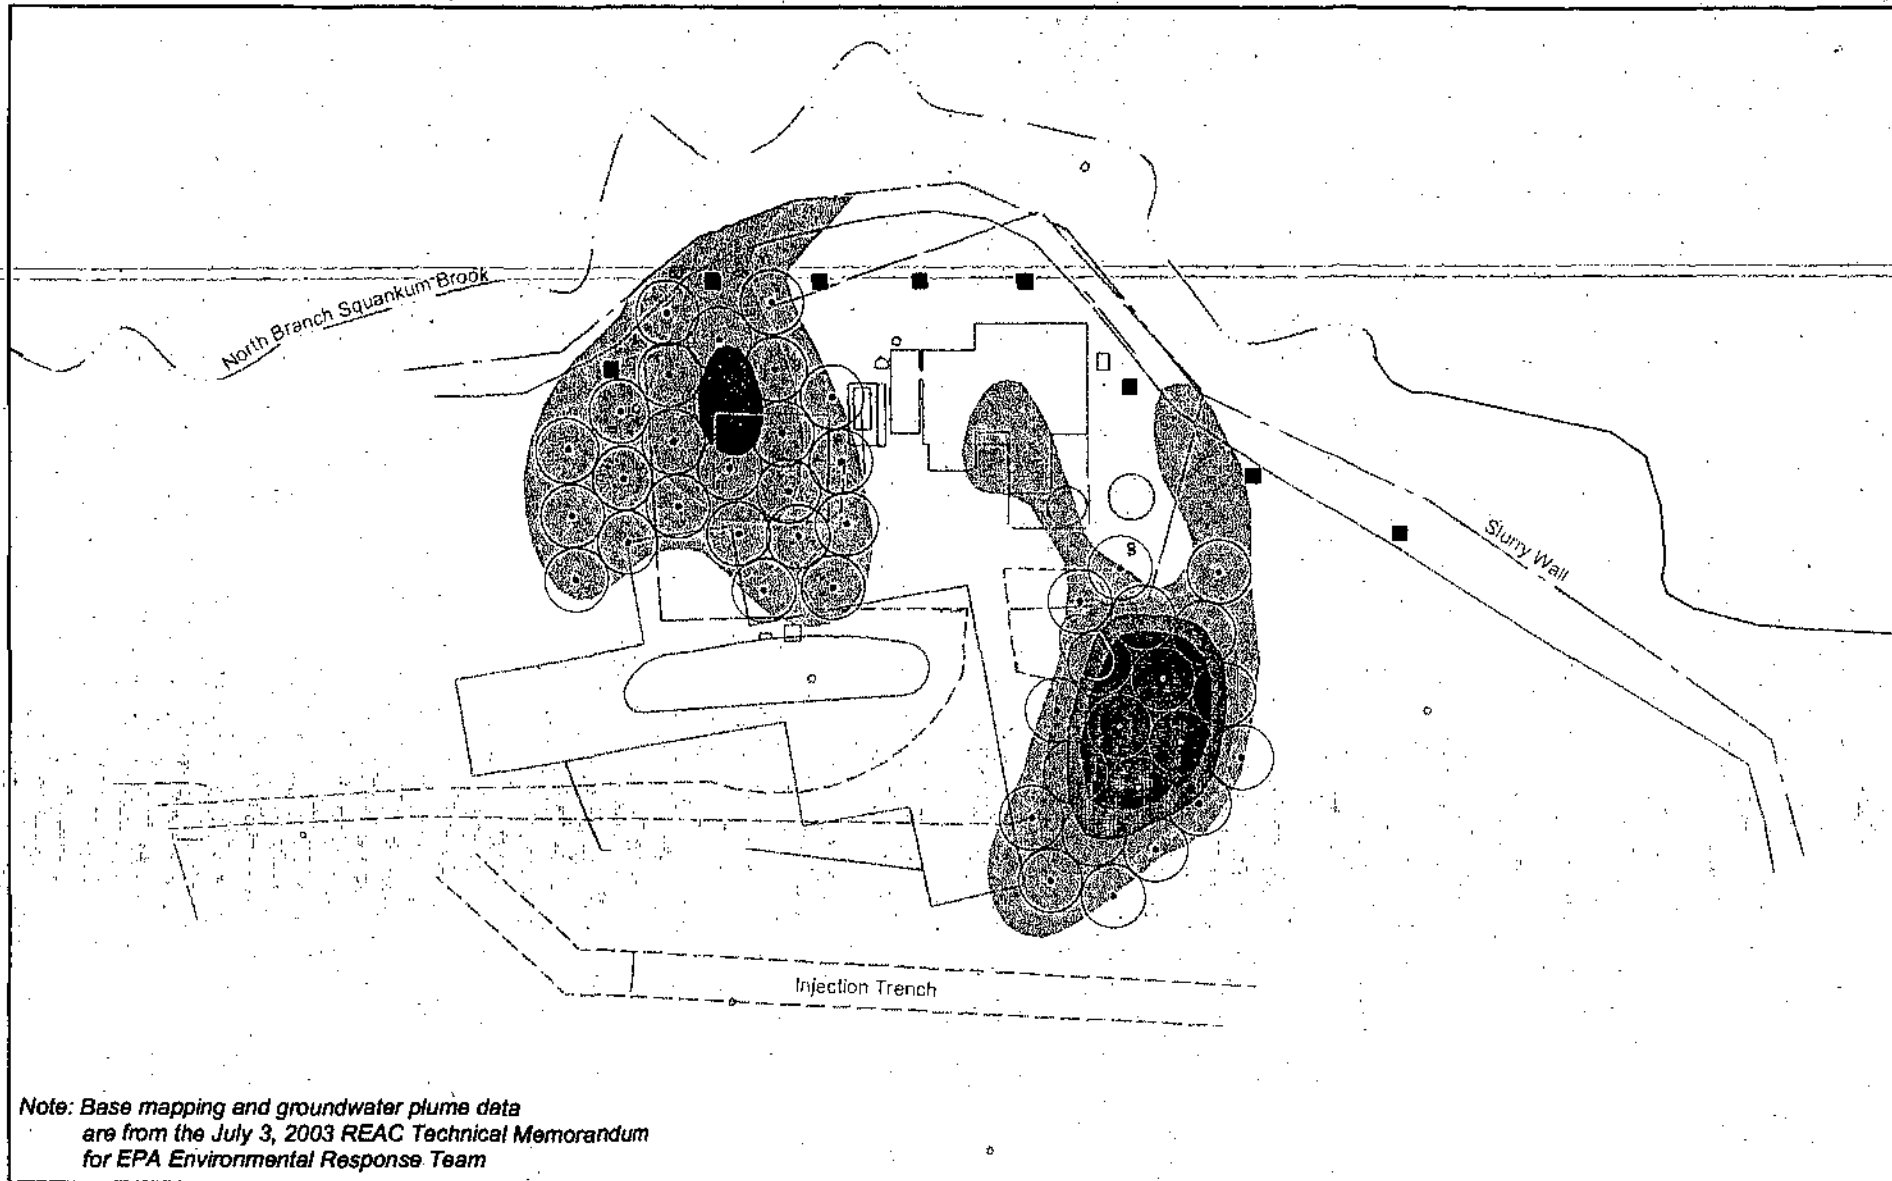 North Branch Squankum Brook
Slurry Wall
Injection Trench
Note: Base mapping and groundwater plume data
are from the July 3, 2003 REAC Technical Memorandum
for EPA Environmental Response Team